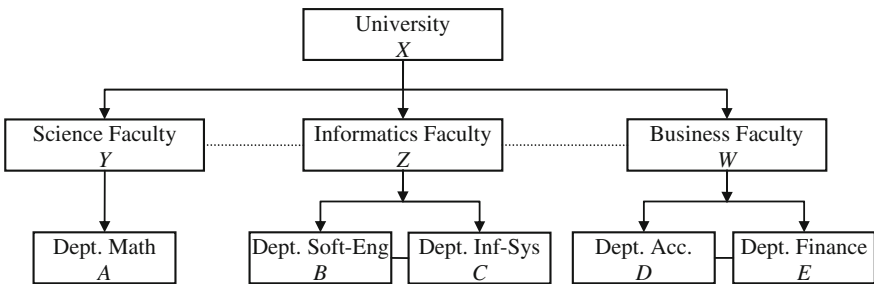 University
X
Science Faculty
Y
Informatics Faculty
Z
Business Faculty
W
Dept. Math
A
Dept. Soft-Eng
B
Dept. Inf-Sys
C
Dept. Acc.
D
Dept. Finance
E